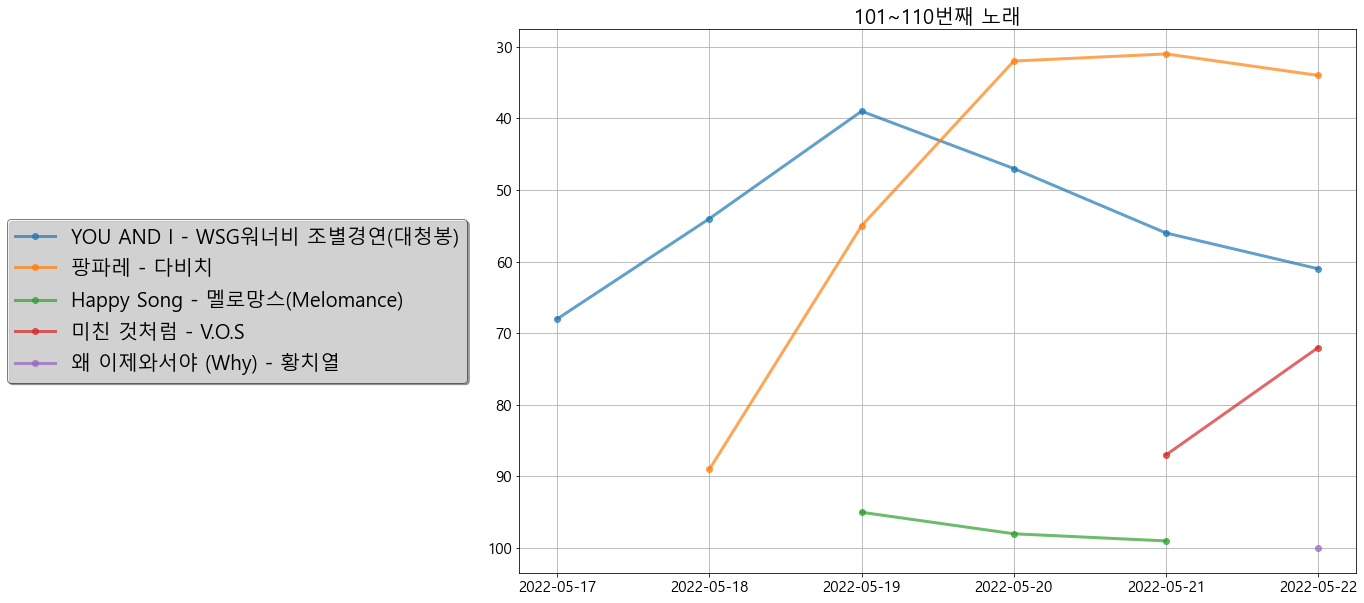 101~110번째 노래
YOU AND I - WSG워너비 조별경연(대청봉)
팡파레 - 다비치
Happy Song - 멜로망스(Melomance)
미친 것처럼 - V.O.S
왜 이제와서야 (Why) - 황치열
30
40
50
60
70
80
90
100
2022-05-17
2022-05-18
2022-05-19
2022-05-20
2022-05-21
2022-05-22